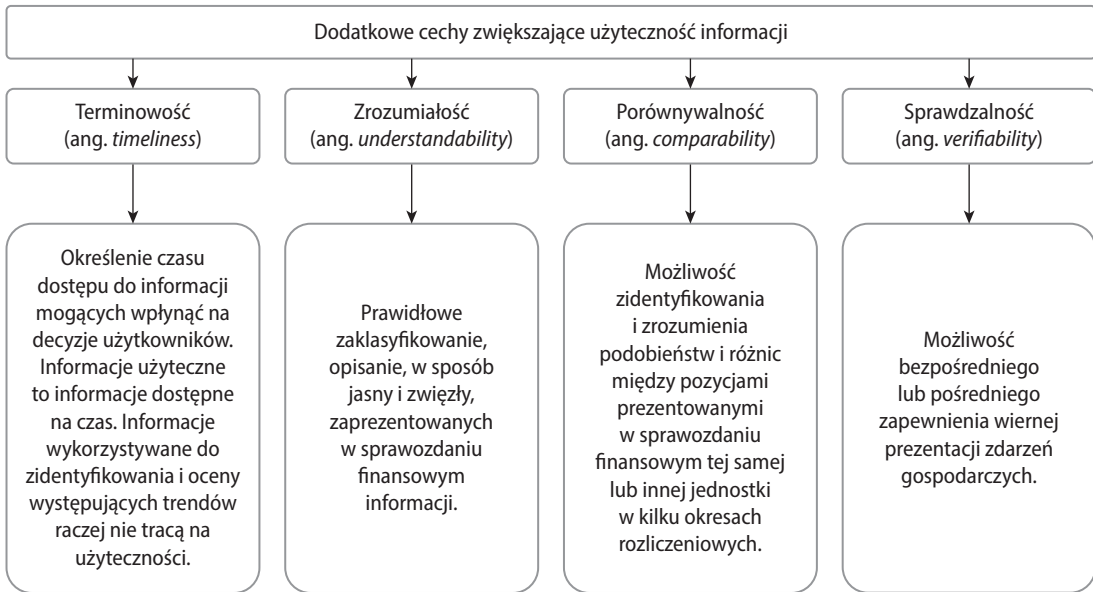 Dodatkowe cechy zwiększające użyteczność informacji
Terminowość
(ang. timeliness)
Zrozumiałość
(ang. understandability)
Porównywalność
(ang. comparability)
Sprawdzalność
(ang. verifiability)
Określenie czasu
dostępu do informacji
mogących wpłynąć na
decyzje użytkowników.
Informacje użyteczne
to informacje dostępne
na czas. Informacje
wykorzystywane do
zidentyfikowania i oceny
występujących trendów
raczej nie tracą na
użyteczności.
Prawidłowe
zaklasyfikowanie,
opisanie, w sposób
jasny i zwięzły,
zaprezentowanych
w sprawozdaniu
finansowym
informacji.
Możliwość
zidentyfikowania
i zrozumienia
podobieństw i różnic
między pozycjami
prezentowanymi
w sprawozdaniu
finansowym tej samej
lub innej jednostki
w kilku okresach
rozliczeniowych.
Możliwość
bezpośredniego
lub pośredniego
zapewnienia wiernej
prezentacji zdarzeń
gospodarczych.